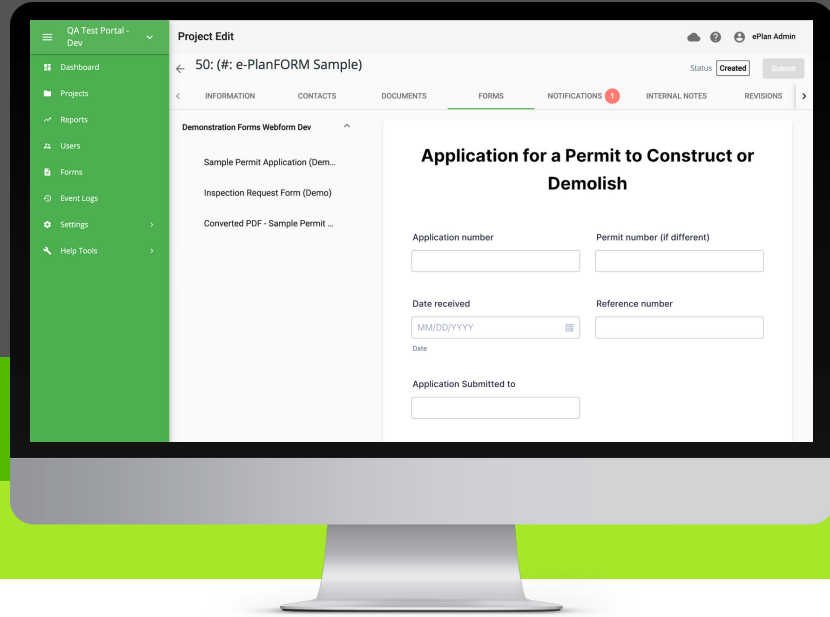 QA Test Portal -
Dev
Dashboard
Projects
Reports
Users
Forms
Event Logs
Settings
Help Tools
Project Edit
ePlan Admin
50: (#: e-PlanFORM Sample)
Status Created Submit
INFORMATION CONTACTS DOCUMENTS FORMS NOTIFICATIONS 1 INTERNAL NOTES REVISIONS
Demonstration Forms Webform Dev
Sample Permit Application (Dem...
Inspection Request Form (Demo)
Converted PDF - Sample Permit ...
Application for a Permit to Construct or
Demolish
Application number Permit number (if different)
Date received Reference number
MM/DD/YYYY
Date
Application Submitted to